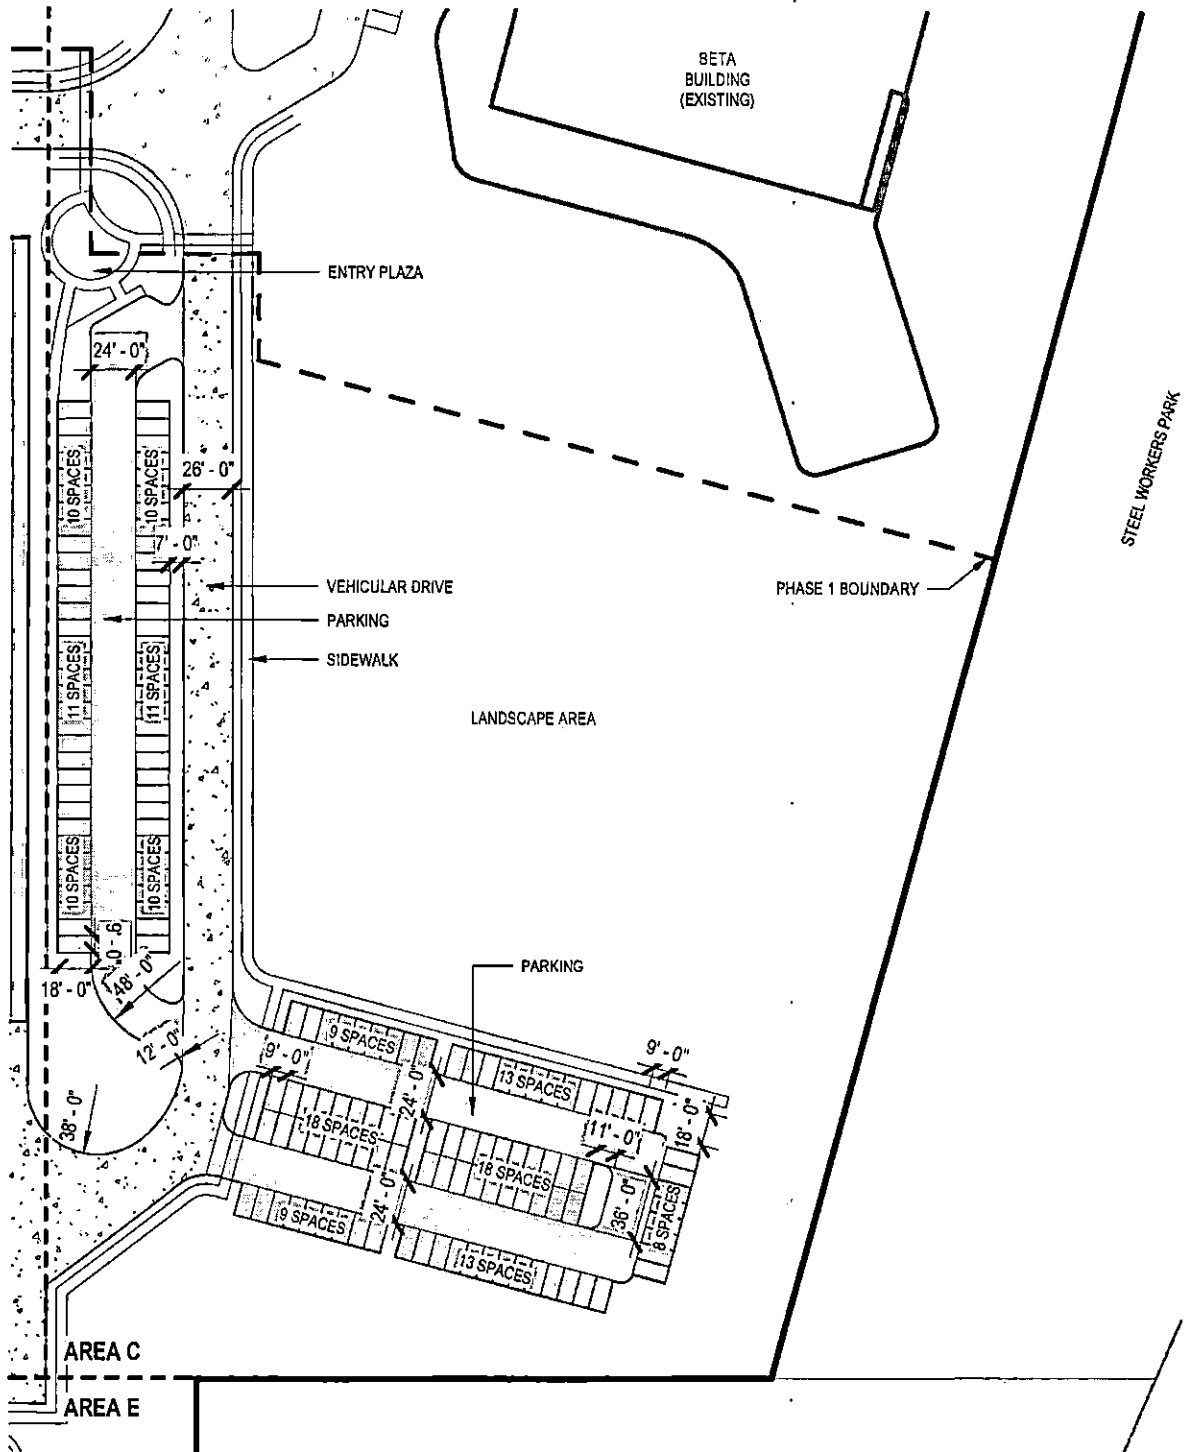 BETA
BUILDING
(EXISTING)
ENTRY PLAZA
24' - 0"
STEEL WORKERS PARK
10 SPACES
10 SPACES
26' - 0"
7' - 0"
VEHICULAR DRIVE
PHASE 1 BOUNDARY
PARKING
SIDEWALK
11 SPACES
11 SPACES
LANDSCAPE AREA
10 SPACES
10 SPACES
18' - 0"
48' - 0"
PARKING
12' - 0"
9 SPACES
9' - 0"
9' - 0"
13 SPACES
24' - 0"
38' - 0"
18 SPACES
11' - 0"
18' - 0"
18 SPACES
24' - 0"
36' - 0"
8 SPACES
9 SPACES
13 SPACES
AREA C
AREA E